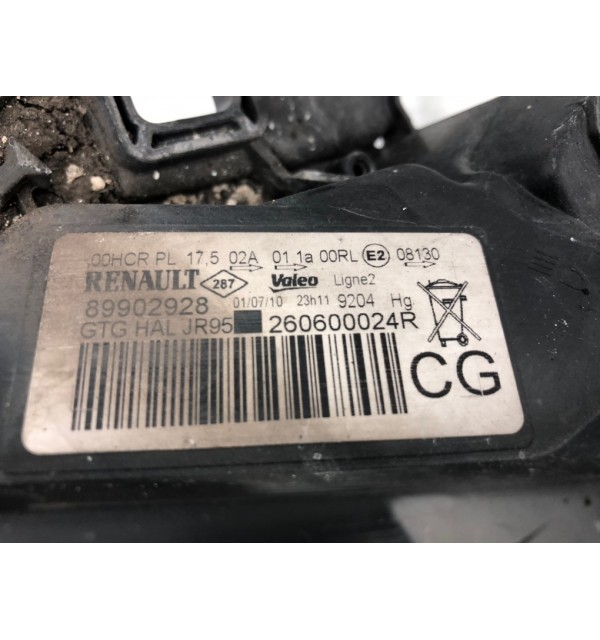 00HCR PL 17,5 02A 01 1a 00RL E2 08130
RENAULT 287 Valeo Ligne2
89902928 01/07/10 23h11 9204 Hg
GTG HAL JR95 260600024R
CG